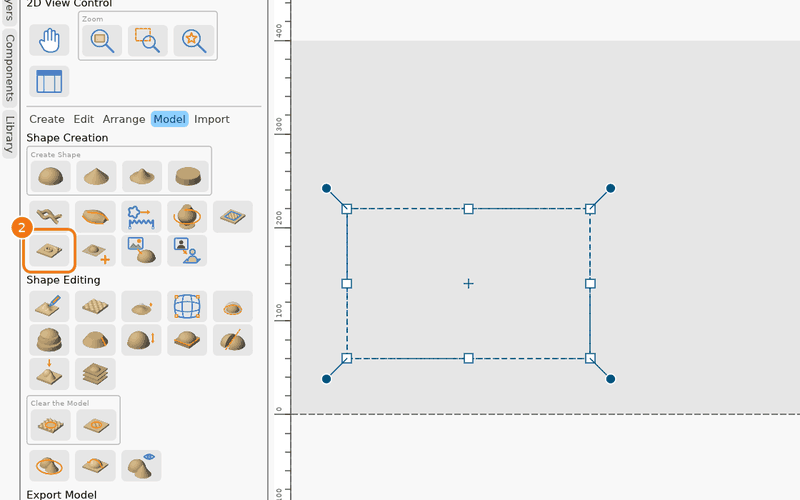 2D View Control
Zoom
Components
Library
Create Edit Arrange Model Import
Shape Creation
Create Shape
2
Shape Editing
Clear the Model
Export Model
400
300
200
100
0
100